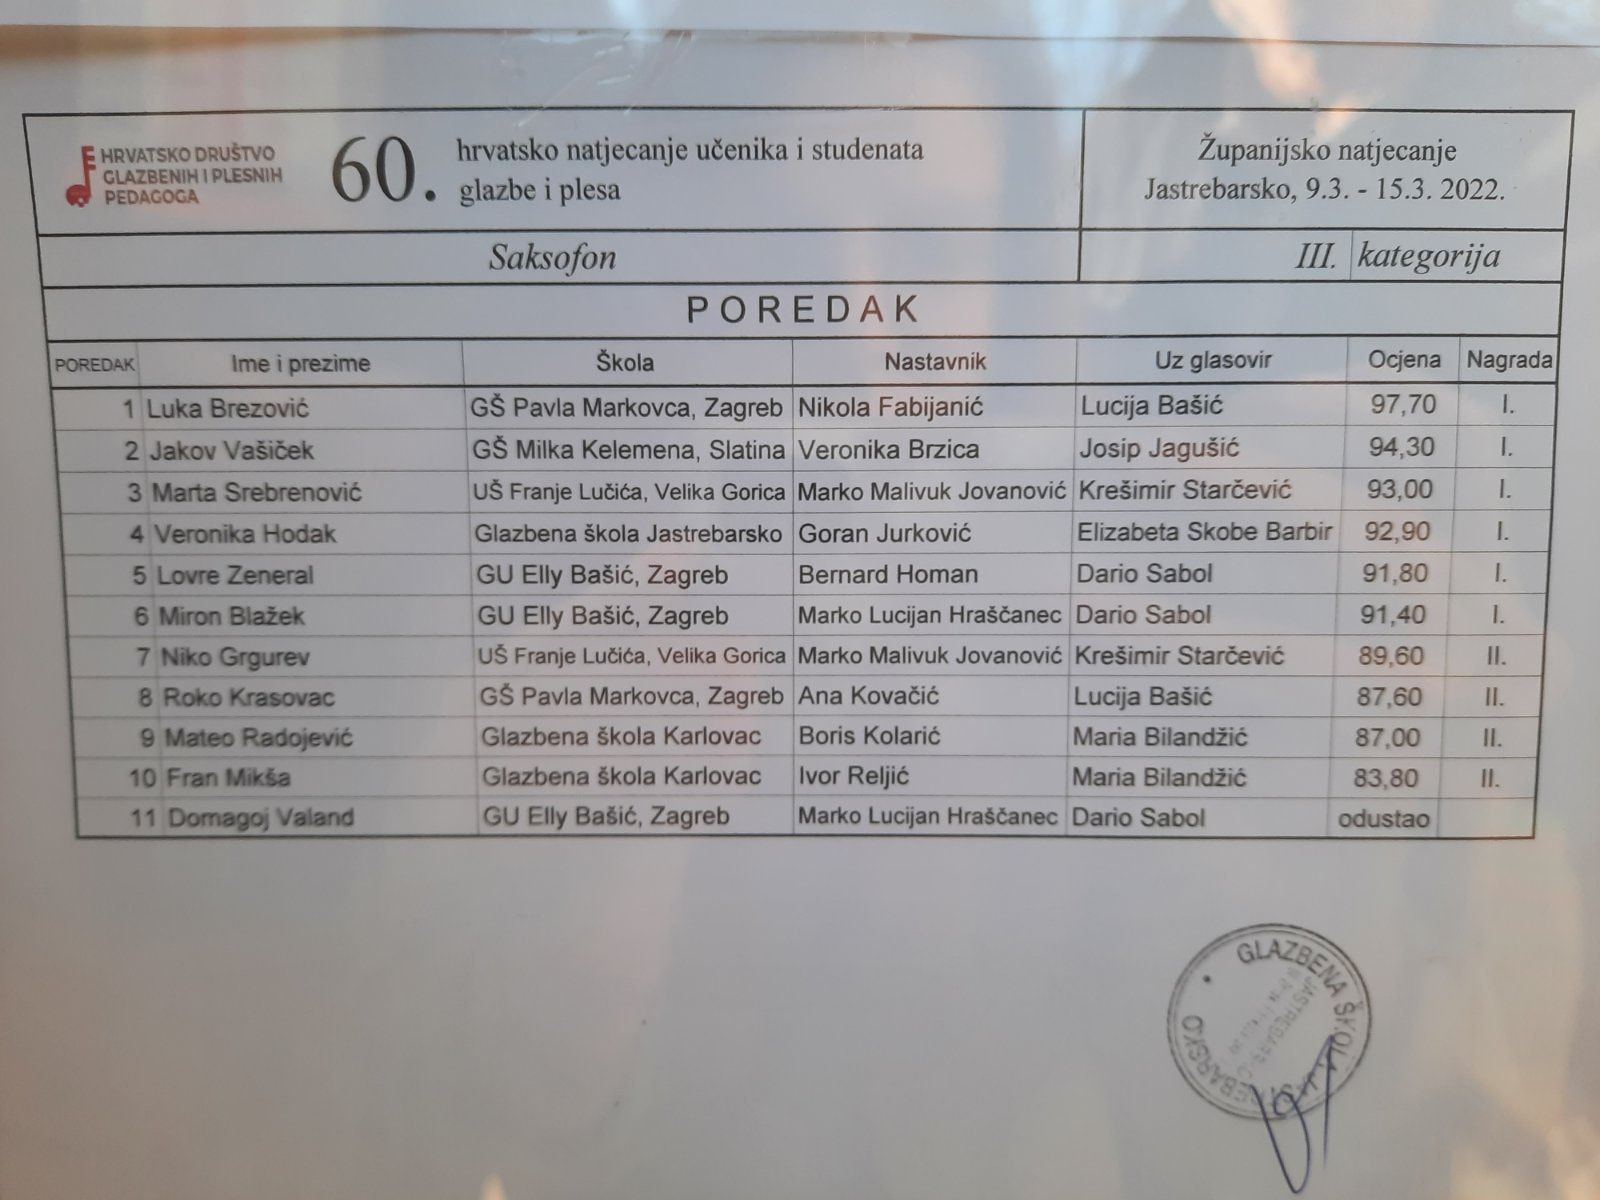 HRVATSKO DRUŠTVO
GLAZBENIH I PLESNIH
PEDAGOGA
60. hrvatsko natjecanje učenika i studenata
glazbe i plesa
Županijsko natjecanje
Jastrebarsko, 9.3. - 15.3. 2022.
Saksofon III. kategorija
POREDAK
POREDAK Ime i prezime Škola Nastavnik Uz glasovir Ocjena Nagrada
1 Luka Brezović GŠ Pavla Markovca, Zagreb Nikola Fabijanić Lucija Bašić 97,70 I.
2 Jakov Vašiček GŠ Milka Kelemena, Slatina Veronika Brzica Josip Jagušić 94,30 I.
3 Marta Srebrenović UŠ Franje Lučića, Velika Gorica Marko Malivuk Jovanović Krešimir Starčević 93,00 I.
4 Veronika Hodak Glazbena škola Jastrebarsko Goran Jurković Elizabeta Skobe Barbir 92,90 I.
5 Lovre Zeneral GU Elly Bašić, Zagreb Bernard Homan Dario Sabol 91,80 I.
6 Miron Blažek GU Elly Bašić, Zagreb Marko Lucijan Hraščanec Dario Sabol 91,40 I.
7 Niko Grgurev UŠ Franje Lučića, Velika Gorica Marko Malivuk Jovanović Krešimir Starčević 89,60 II.
8 Roko Krasovac GŠ Pavla Markovca, Zagreb Ana Kovačić Lucija Bašić 87,60 II.
9 Mateo Radojević Glazbena škola Karlovac Boris Kolarić Maria Bilandžić 87,00 II.
10 Fran Mikša Glazbena škola Karlovac Ivor Reljić Maria Bilandžić 83,80 II.
11 Domagoj Valand GU Elly Bašić, Zagreb Marko Lucijan Hraščanec Dario Sabol odustao
GLAZBENA ŠKOLA